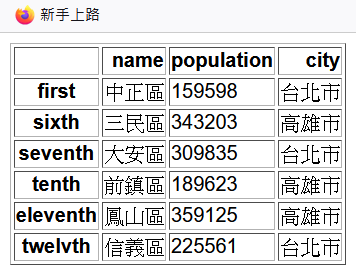 新手上路
name population city
first 中正區 159598 台北市
sixth 三民區 343203 高雄市
seventh 大安區 309835 台北市
tenth 前鎮區 189623 高雄市
eleventh 鳳山區 359125 高雄市
twelvth 信義區 225561 台北市